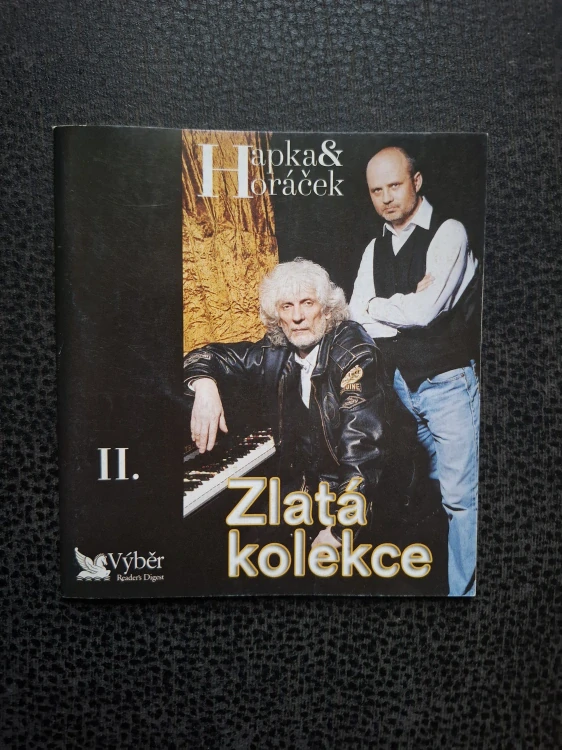 Hapka&
Horáček
II.
Zlatá
kolekce
Výběr
Reader's Digest